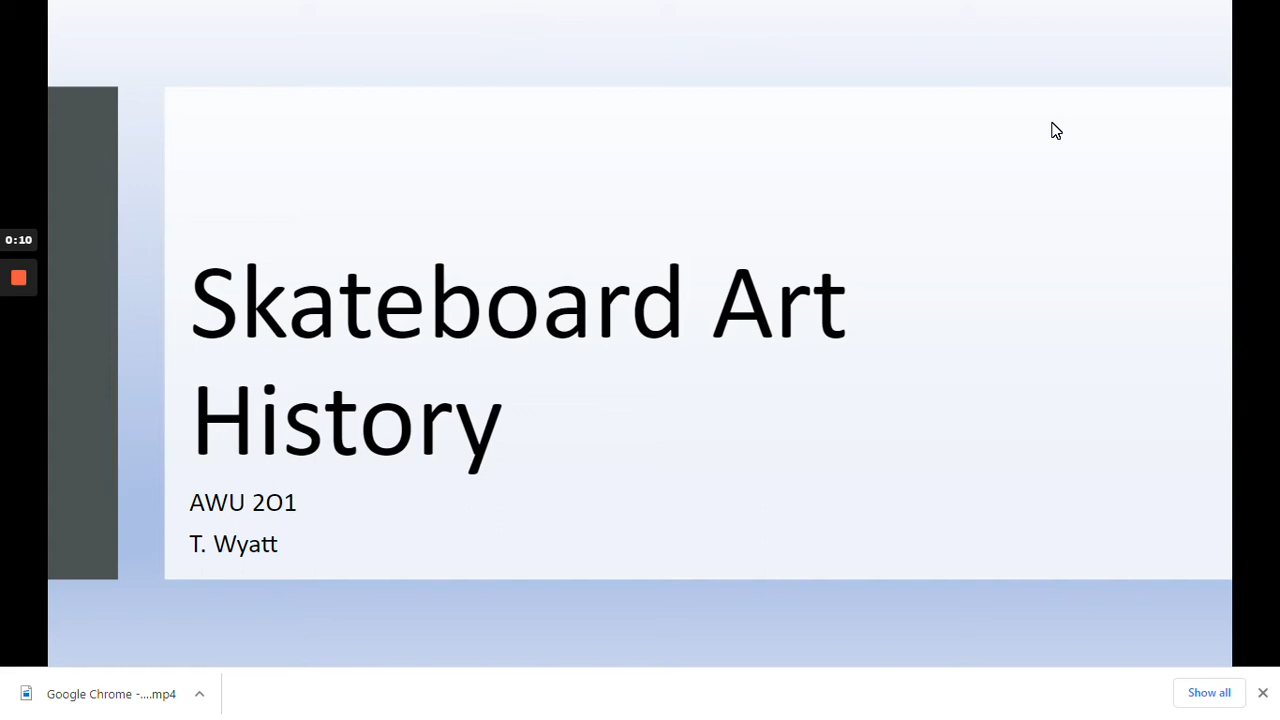 0:10
Skateboard Art
History
AWU 2O1
T. Wyatt
Google Chrome -....mp4
Show all